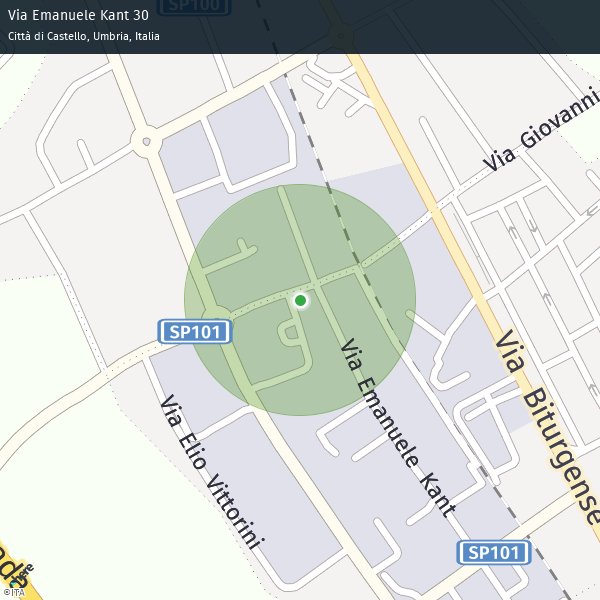 Via Emanuele Kant 30
Città di Castello, Umbria, Italia
SP100
Via Giovanni
SP101
Via Emanuele Kant
Via Biturgense
Via Elio Vittorini
SP101
©ITA